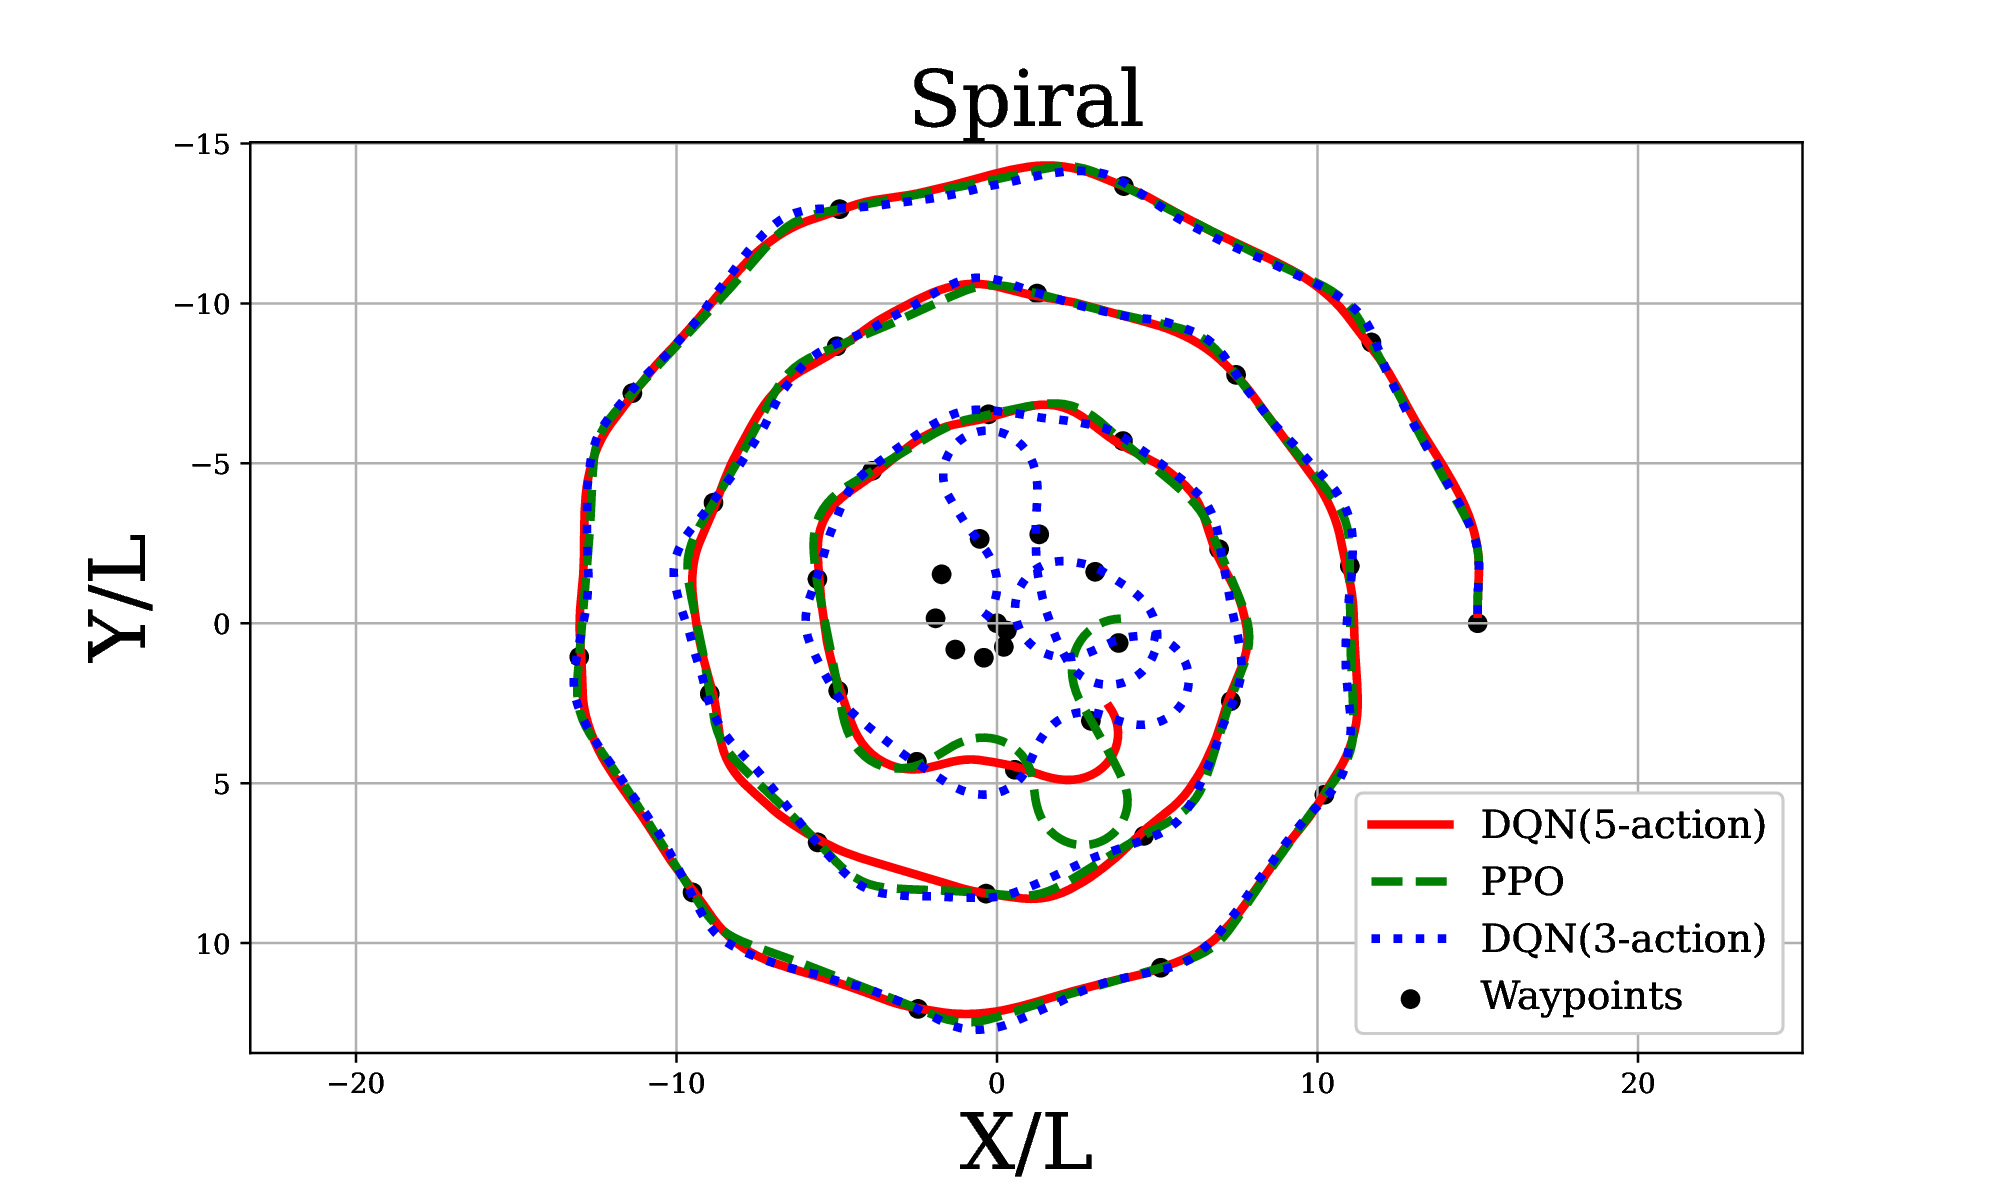 Spiral
Y/L
−15
−10
−5
0
5
10
−20
−10
0
10
20
X/L
DQN(5-action)
PPO
DQN(3-action)
Waypoints